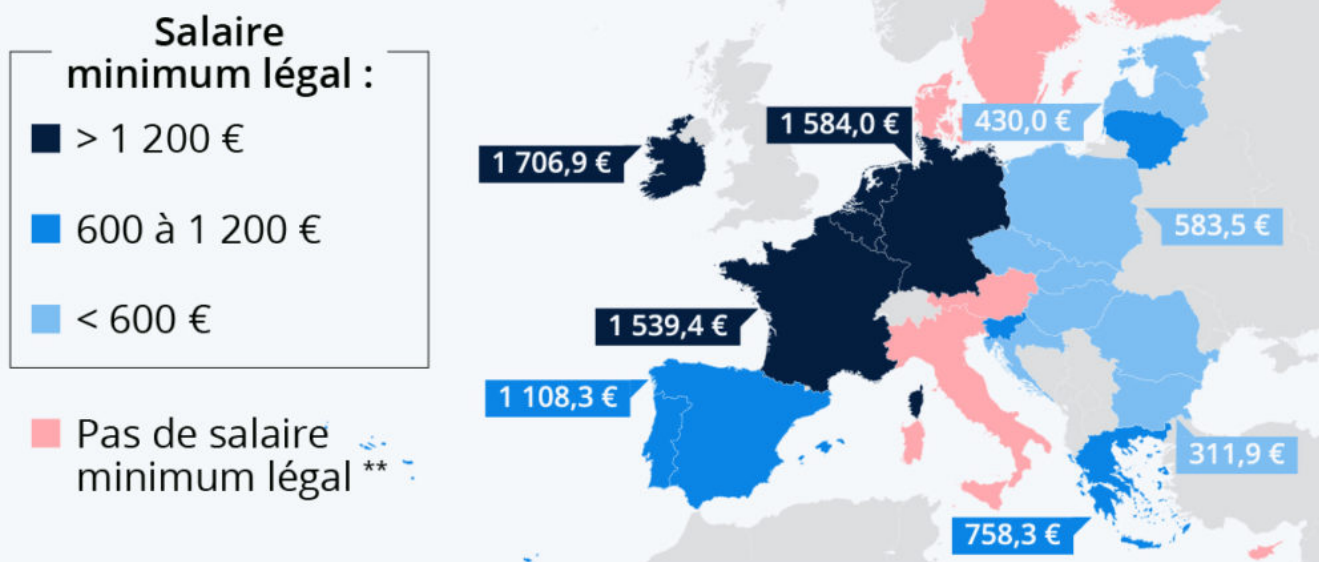 Salaire
minimum légal :
> 1 200 €
600 à 1 200 €
< 600 €
Pas de salaire
minimum légal **
1 584,0 €
430,0 €
1 706,9 €
583,5 €
1 539,4 €
1 108,3 €
311,9 €
758,3 €